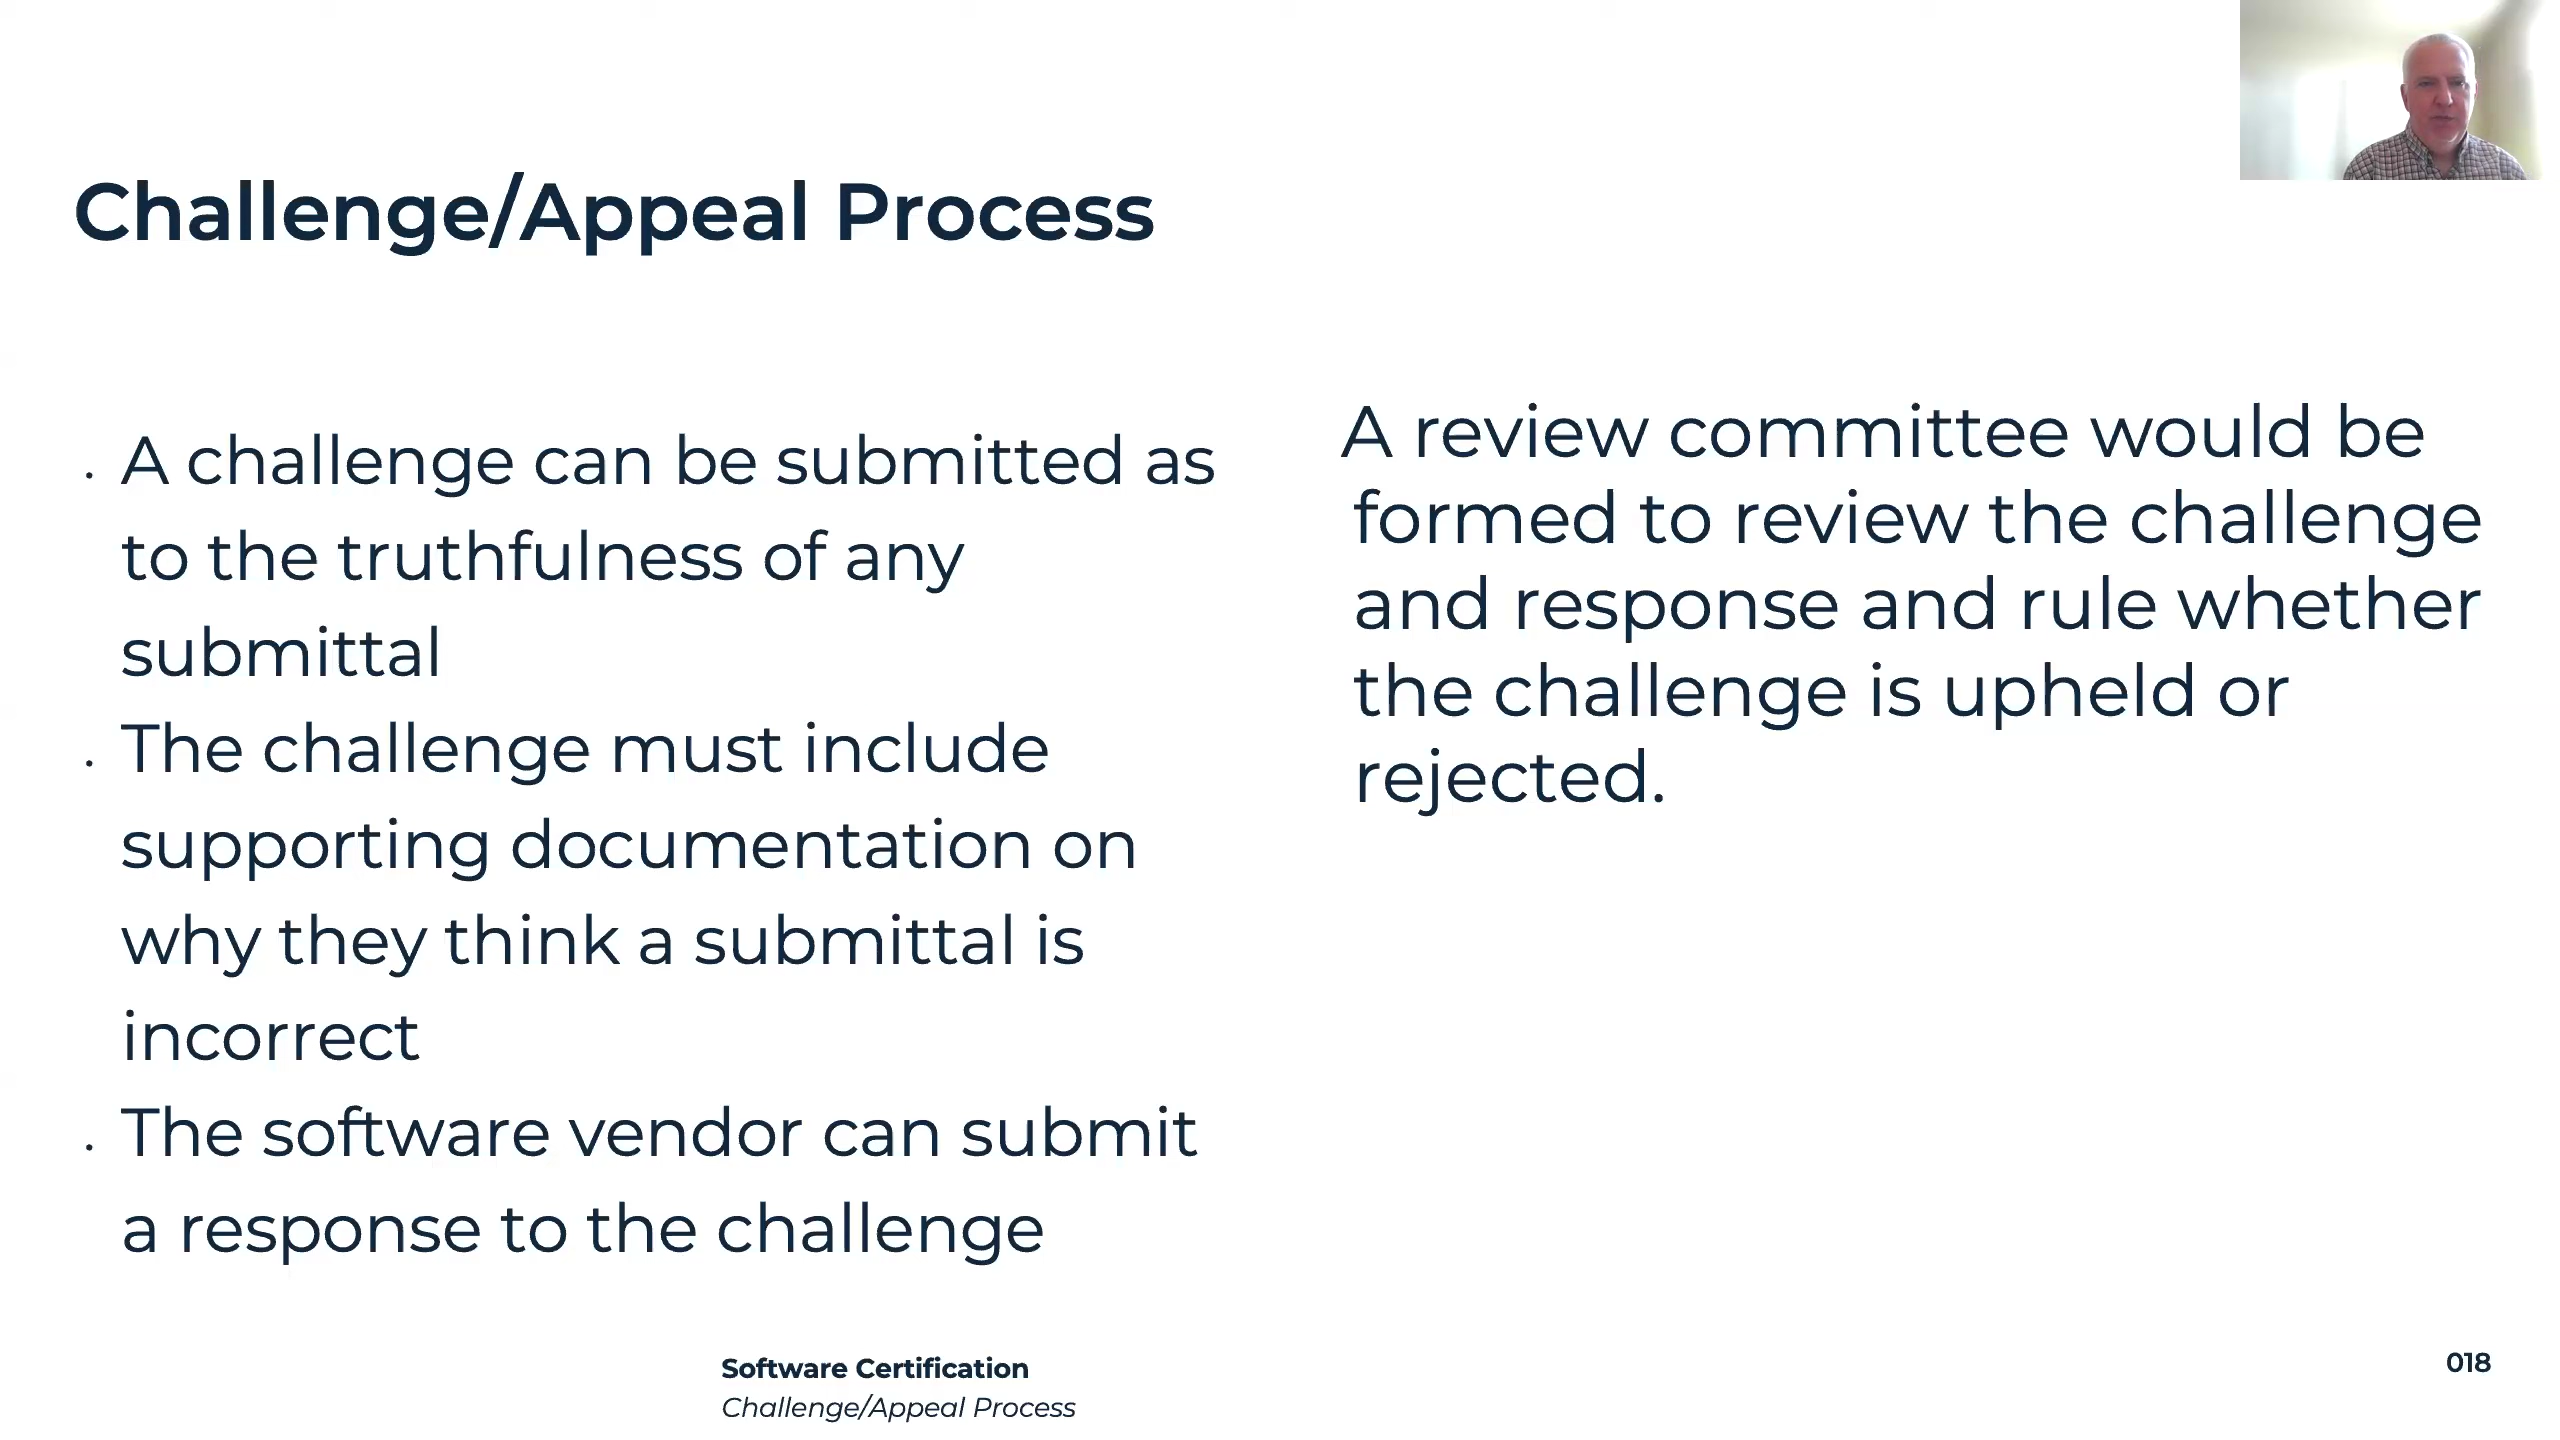 Challenge/Appeal Process
. A challenge can be submitted as
to the truthfulness of any
submittal
. The challenge must include
supporting documentation on
why they think a submittal is
incorrect
. The software vendor can submit
a response to the challenge
A review committee would be
formed to review the challenge
and response and rule whether
the challenge is upheld or
rejected.
Software Certification
Challenge/Appeal Process
018